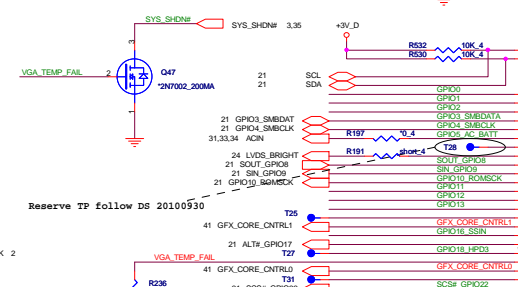 SYS_SHDN#
SYS_SHDN# 3,35
+3V_D
3
R532 10K_4
R530 10K_4
VGA_TEMP_FAIL 2
Q47
*2N7002_200MA
1
21 SCL
21 SDA
GPIO0
GPIO1
GPIO2
21 GPIO3_SMBDAT GPIO3_SMBDATA
21 GPIO4_SMBCLK GPIO4_SMBCLK
31,33,34 ACIN R197 *0_4 GPIO5_AC_BATT
T28
24 LVDS_BRIGHT R191 short_4
21 SOUT_GPIO8 SOUT_GPIO8
21 SIN_GPIO9 SIN_GPIO9
21 GPIO10_ROMSCK GPIO10_ROMSCK
GPIO11
GPIO12
GPIO13
Reserve TP follow DS 20100930
T25
41 GFX_CORE_CNTRL1 GFX_CORE_CNTRL1
GPIO16_SSIN
21 ALT#_GPIO17
K 2
T27 GPIO18_HPD3
VGA_TEMP_FAIL
41 GFX_CORE_CNTRL0 GFX_CORE_CNTRL0
T31
R236 SCS# GPIO22